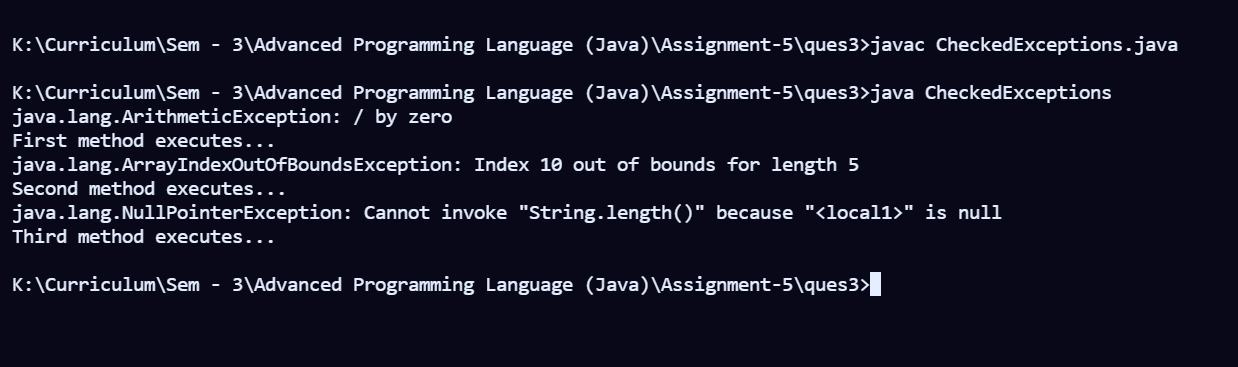 K:\Curriculum\Sem - 3\Advanced Programming Language (Java)\Assignment-5\ques3>javac CheckedExceptions.java
K:\Curriculum\Sem - 3\Advanced Programming Language (Java)\Assignment-5\ques3>java CheckedExceptions
java.lang.ArithmeticException: / by zero
First method executes...
java.lang.ArrayIndexOutOfBoundsException: Index 10 out of bounds for length 5
Second method executes...
java.lang.NullPointerException: Cannot invoke "String.length()" because "<local1>" is null
Third method executes...
K:\Curriculum\Sem - 3\Advanced Programming Language (Java)\Assignment-5\ques3>